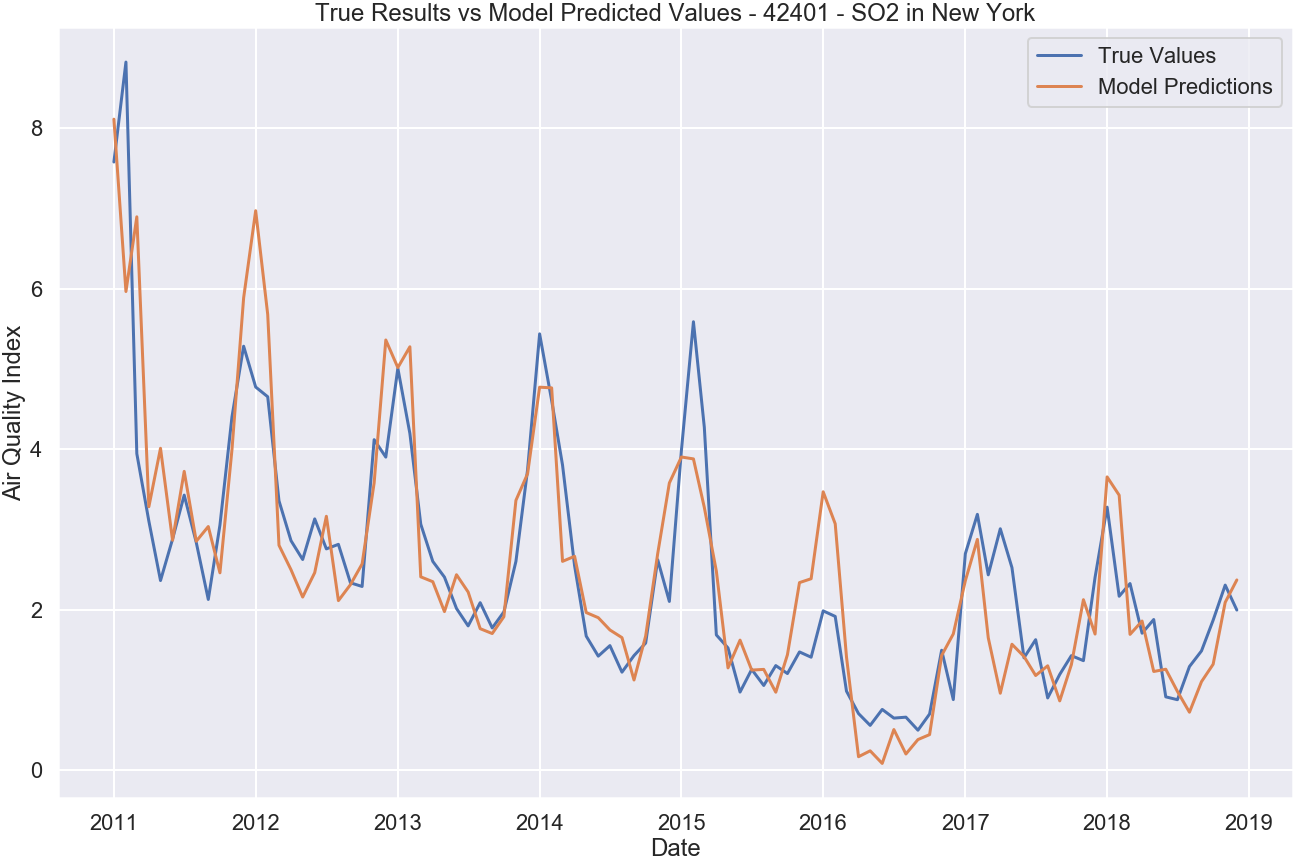 True Results vs Model Predicted Values - 42401 - SO2 in New York
True Values
Model Predictions
Air Quality Index
8
6
4
2
0
2011 2012 2013 2014 2015 2016 2017 2018 2019
Date